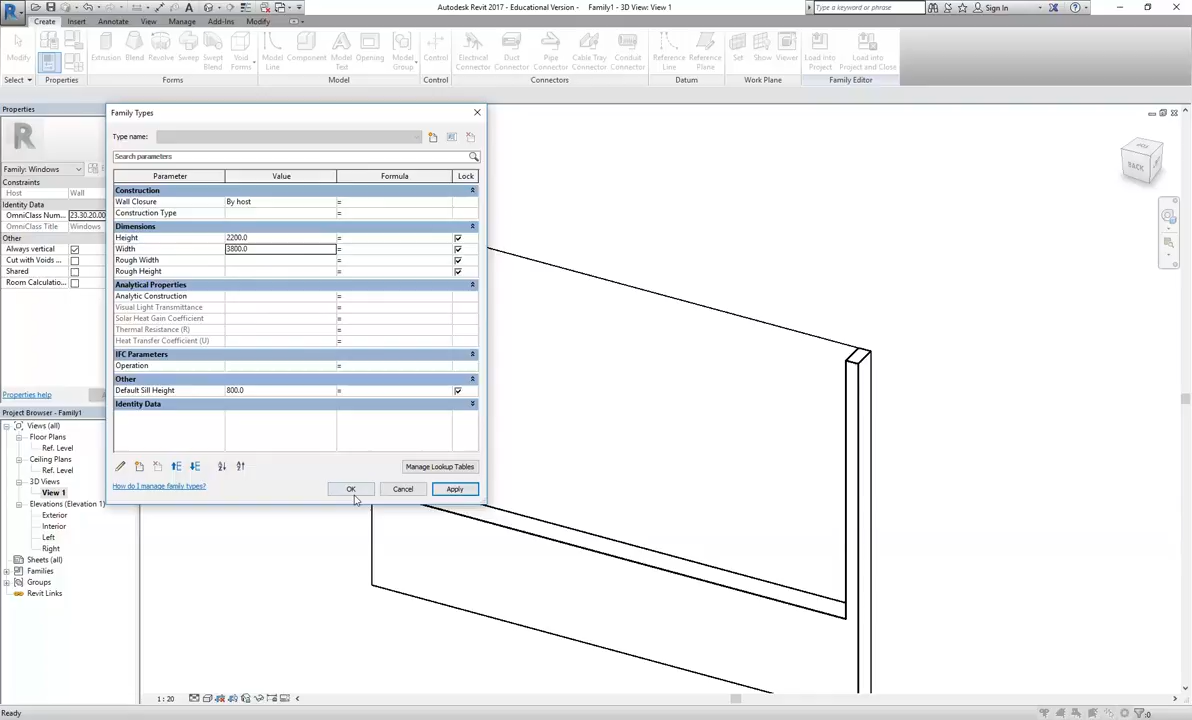 Autodesk Revit 2017 - Educational Version - Family1 - 3D View: View 1
Type a keyword or phrase
Sign In
Create Insert Annotate View Manage Add-Ins Modify
Modify
Extrusion Blend Revolve Sweep Swept Blend Void Forms
Model Line Component Model Text Opening Model Group
Control
Electrical Connector Duct Connector Pipe Connector Cable Tray Connector Conduit Connector
Reference Line Reference Plane
Set Show Viewer
Load into Project Load into Project and Close
Select Properties Forms Model Control Connectors Datum Work Plane Family Editor
Properties
Family: Windows
Constraints
Host Wall
Identity Data
OmniClass Num... 23.30.20.00
OmniClass Title Windows
Other
Always vertical
Cut with Voids ...
Shared
Room Calculatio...
Properties help
Project Browser - Family1
Views (all)
Floor Plans
Ref. Level
Ceiling Plans
Ref. Level
3D Views
View 1
Elevations (Elevation 1)
Exterior
Interior
Left
Right
Sheets (all)
Families
Groups
Revit Links
Family Types
Type name:
Search parameters
Parameter Value Formula Lock
Construction
Wall Closure By host =
Construction Type =
Dimensions
Height 2200.0 =
Width 3800.0 =
Rough Width =
Rough Height =
Analytical Properties
Analytic Construction =
Visual Light Transmittance =
Solar Heat Gain Coefficient =
Thermal Resistance (R) =
Heat Transfer Coefficient (U) =
IFC Parameters
Operation =
Other
Default Sill Height 800.0 =
Identity Data
Manage Lookup Tables
How do I manage family types?
OK Cancel Apply
BACK
1 : 20
Ready
:0